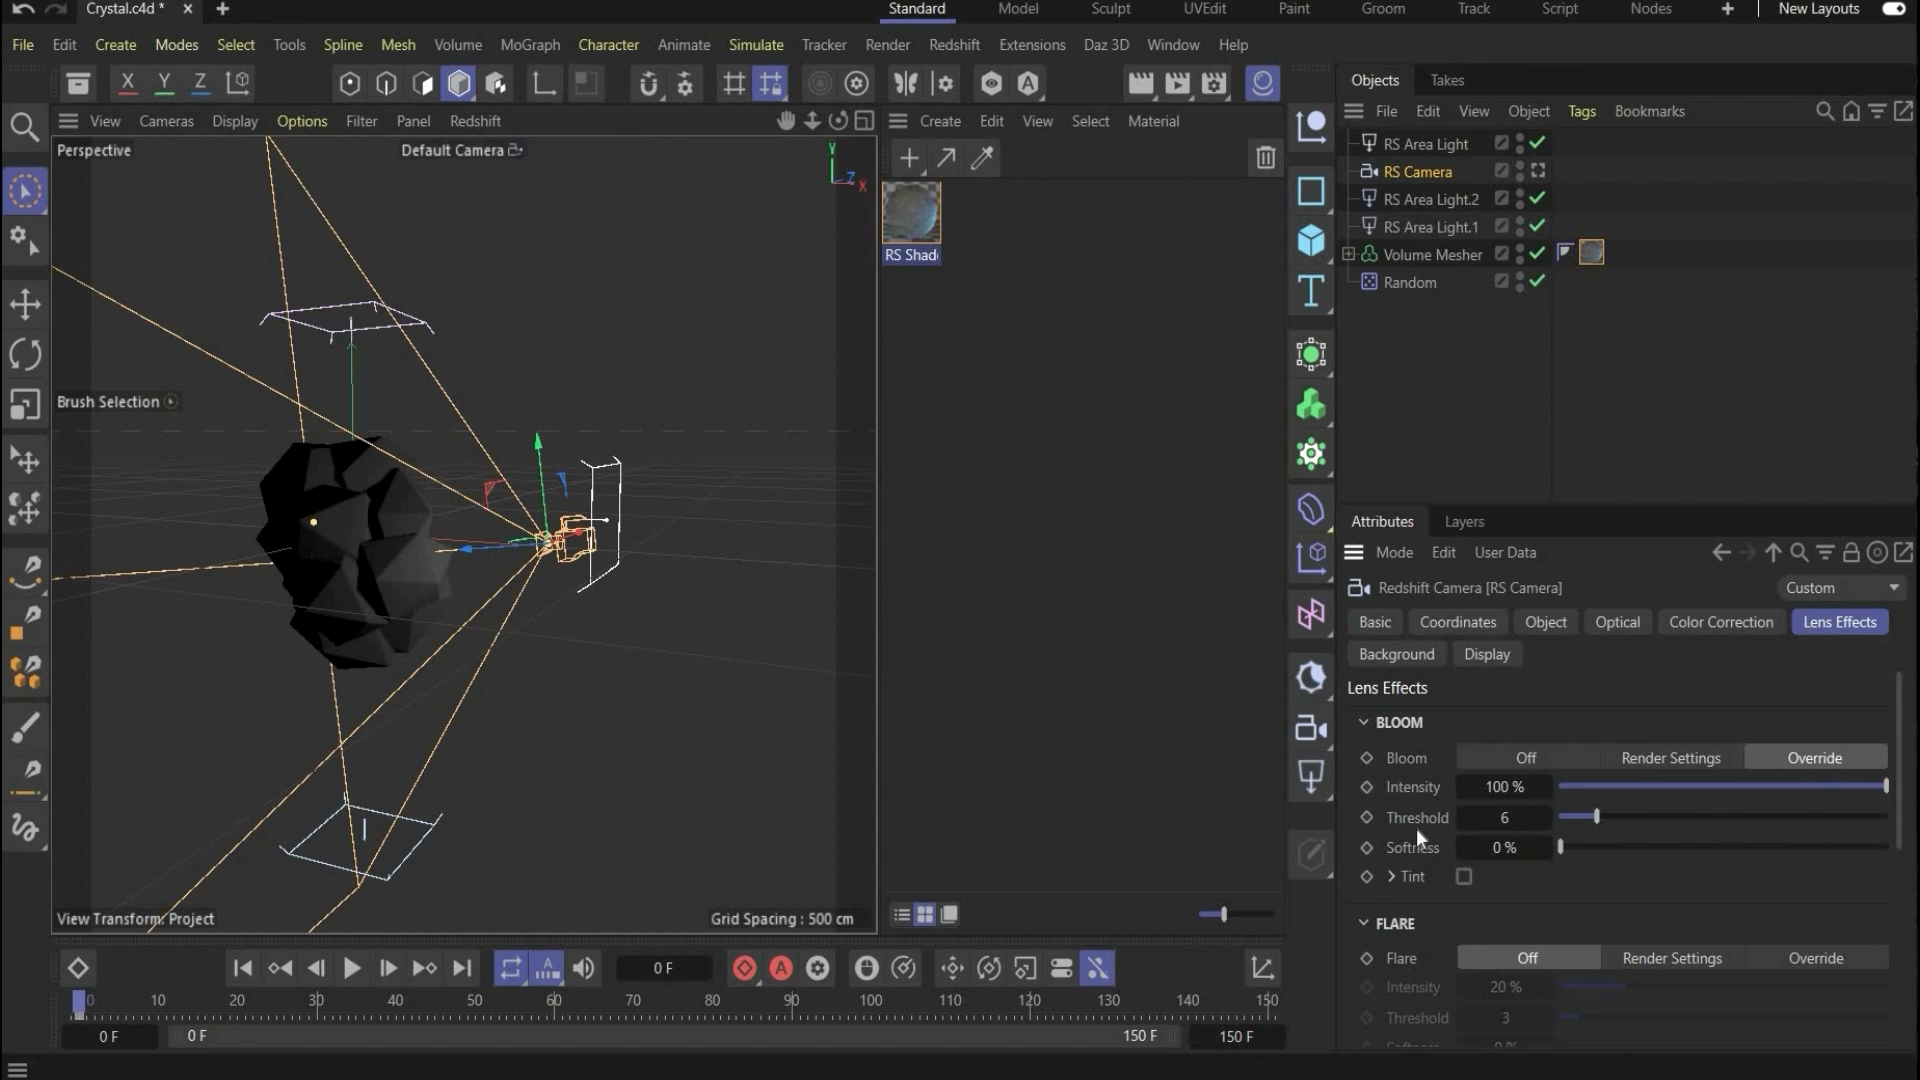 Crystal.c4d *
Standard Model Sculpt UVEdit Paint Groom Track Script Nodes New Layouts
File Edit Create Modes Select Tools Spline Mesh Volume MoGraph Character Animate Simulate Tracker Render Redshift Extensions Daz 3D Window Help
X Y Z
View Cameras Display Options Filter Panel Redshift
Perspective
Default Camera
Y
Z
X
Brush Selection
View Transform: Project
Grid Spacing : 500 cm
Create Edit View Select Material
RS Shad
Objects Takes
File Edit View Object Tags Bookmarks
RS Area Light
RS Camera
RS Area Light.2
RS Area Light.1
Volume Mesher
Random
Attributes Layers
Mode Edit User Data
Redshift Camera [RS Camera]
Custom
Basic Coordinates Object Optical Color Correction Lens Effects
Background Display
Lens Effects
BLOOM
Bloom Off Render Settings Override
Intensity 100 %
Threshold 6
Softness 0 %
Tint
FLARE
Flare Off Render Settings Override
Intensity 20 %
Threshold 3
0 F
0 10 20 30 40 50 60 70 80 90 100 110 120 130 140 150
0 F 0 F 150 F 150 F